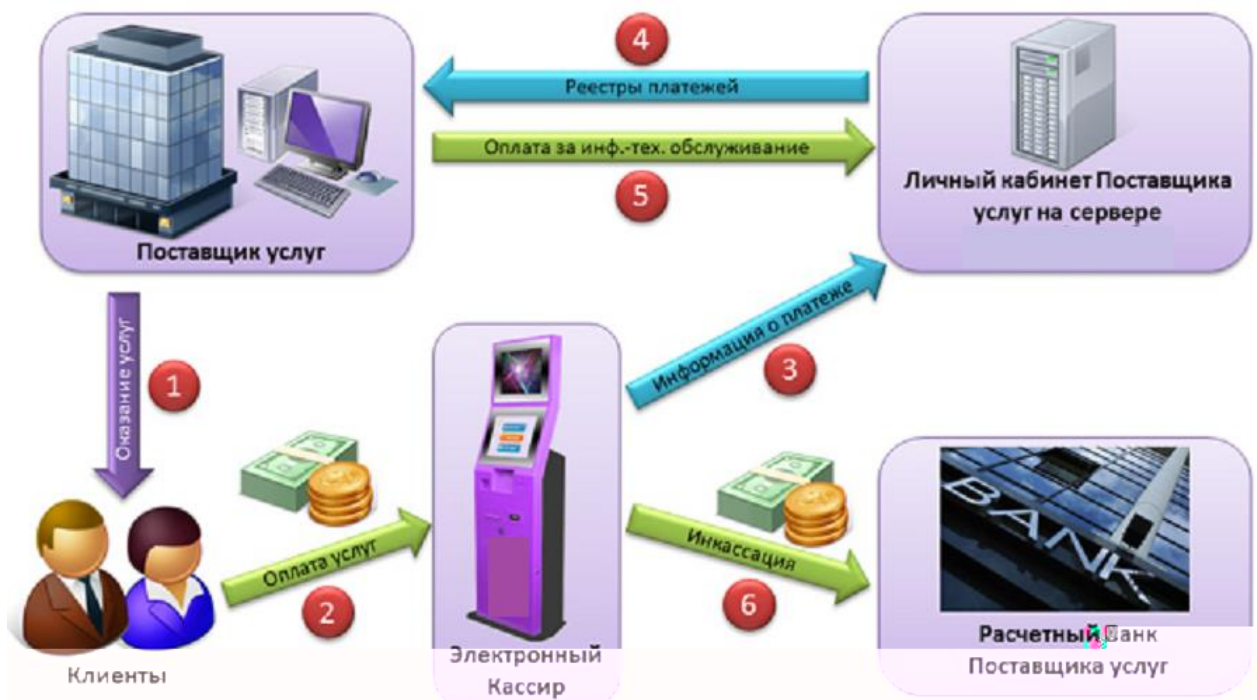 4
Реестры платежей
Оплата за инф.-тех. обслуживание
5
Поставщик услуг
Личный кабинет Поставщика
услуг на сервере
Оказание услуг
1
Информация о платеже
3
Оплата услуг
2
Инкассация
6
BANK
Клиенты
Электронный
Кассир
Расчетный Банк
Поставщика услуг